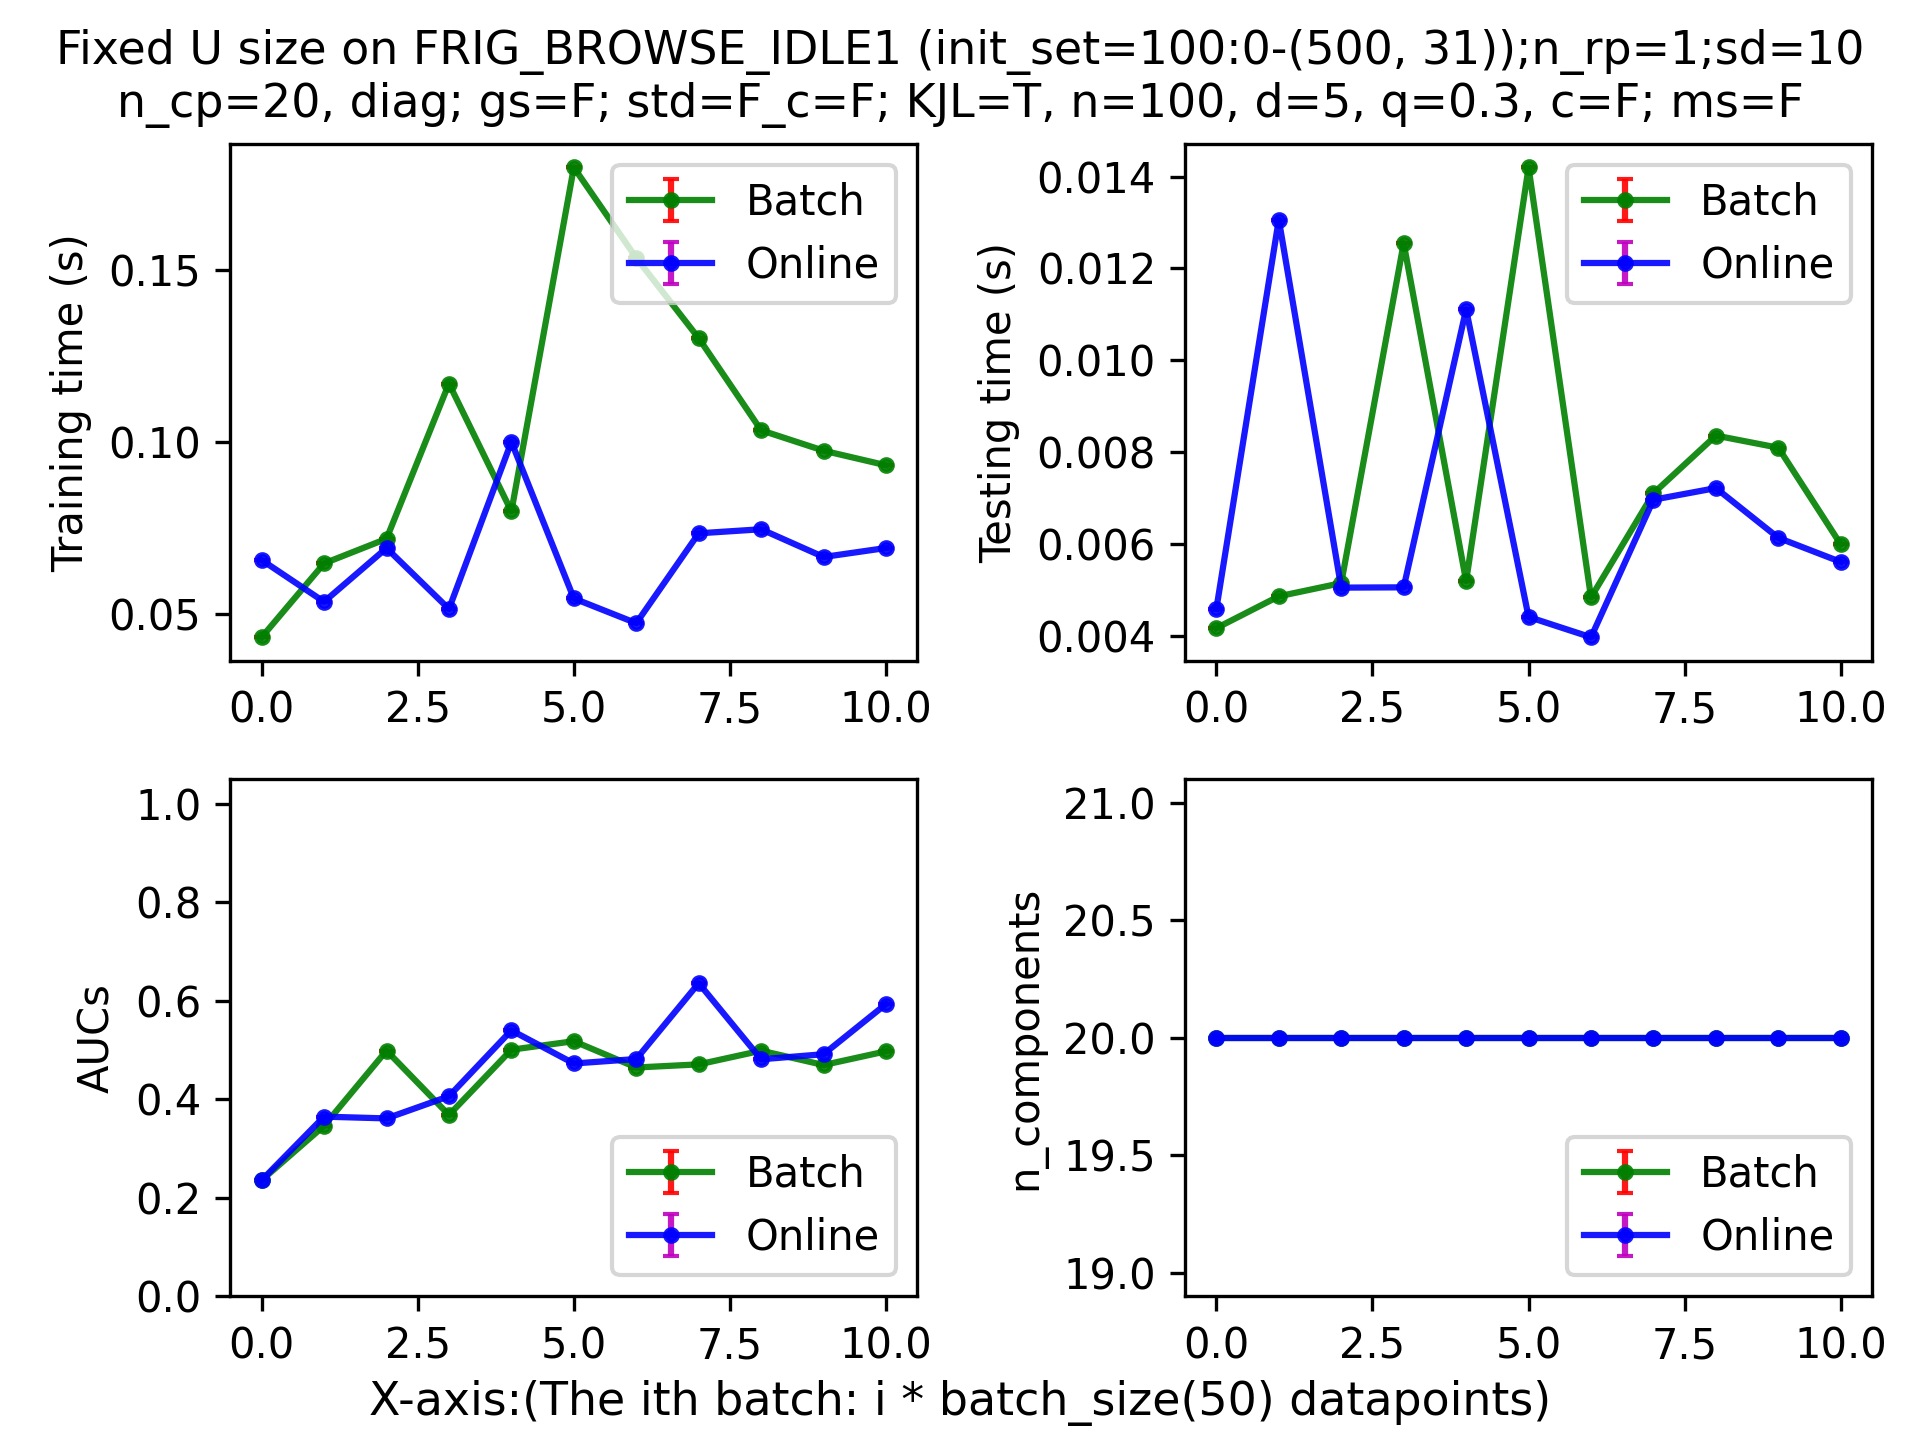 Fixed U size on FRIG_BROWSE_IDLE1 (init_set=100:0-(500, 31));n_rp=1;sd=10
n_cp=20, diag; gs=F; std=F_c=F; KJL=T, n=100, d=5, q=0.3, c=F; ms=F
Training time (s)
0.15
0.10
0.05
0.0 2.5 5.0 7.5 10.0
Batch
Online
Testing time (s)
0.014
0.012
0.010
0.008
0.006
0.004
0.0 2.5 5.0 7.5 10.0
Batch
Online
AUCs
1.0
0.8
0.6
0.4
0.2
0.0
0.0 2.5 5.0 7.5 10.0
Batch
Online
n_components
21.0
20.5
20.0
19.5
19.0
0.0 2.5 5.0 7.5 10.0
Batch
Online
X-axis:(The ith batch: i * batch_size(50) datapoints)